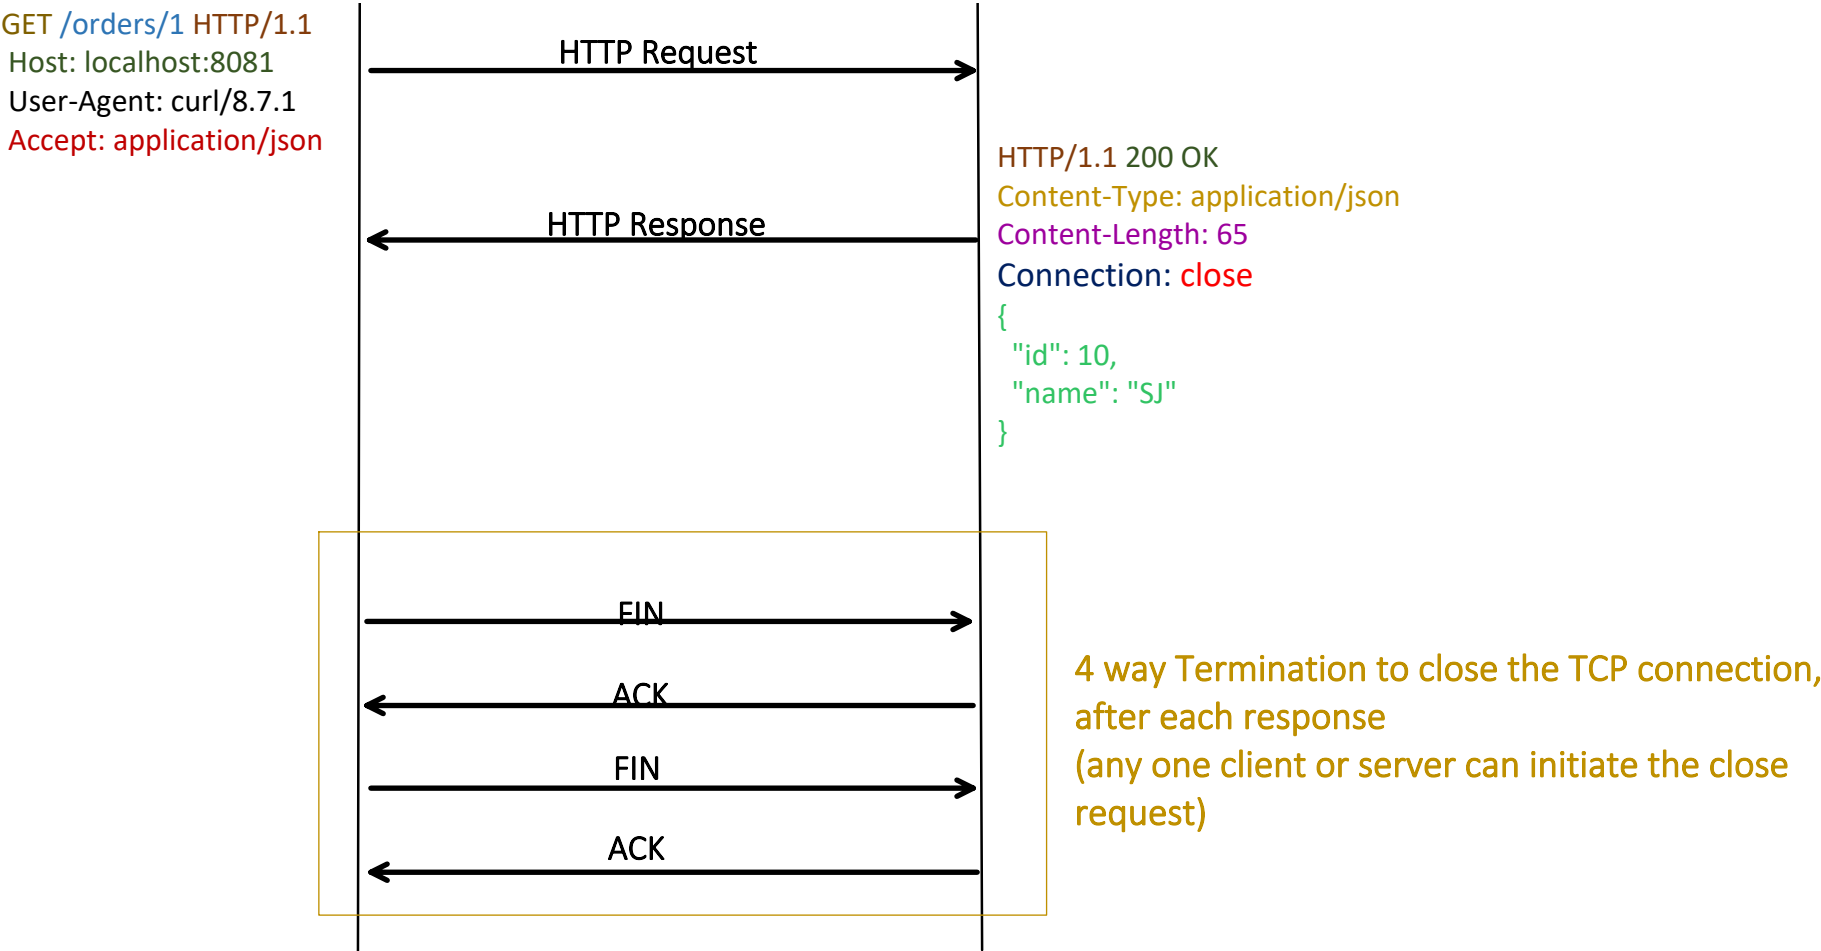 GET /orders/1 HTTP/1.1
Host: localhost:8081
User-Agent: curl/8.7.1
Accept: application/json
HTTP Request
HTTP/1.1 200 OK
Content-Type: application/json
Content-Length: 65
Connection: close
{
"id": 10,
"name": "SJ"
}
HTTP Response
FIN
ACK
FIN
ACK
4 way Termination to close the TCP connection,
after each response
(any one client or server can initiate the close
request)